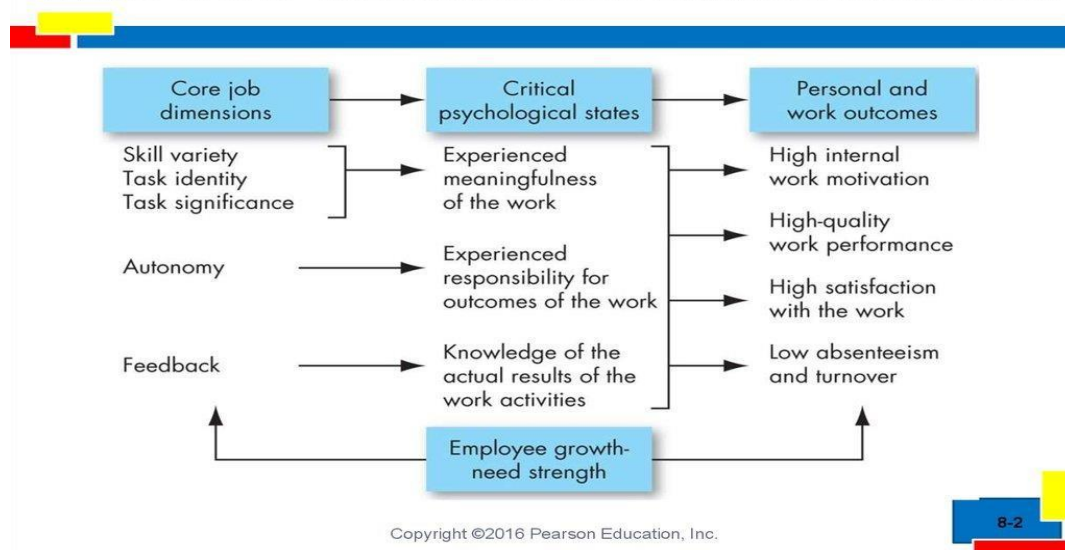 Core job
dimensions
Critical
psychological states
Personal and
work outcomes
Skill variety
Task identity
Task significance
Experienced
meaningfulness
of the work
High internal
work motivation
High-quality
work performance
Autonomy
Experienced
responsibility for
outcomes of the work
High satisfaction
with the work
Feedback
Knowledge of the
actual results of the
work activities
Low absenteeism
and turnover
Employee growth-
need strength
Copyright ©2016 Pearson Education, Inc.
8-2